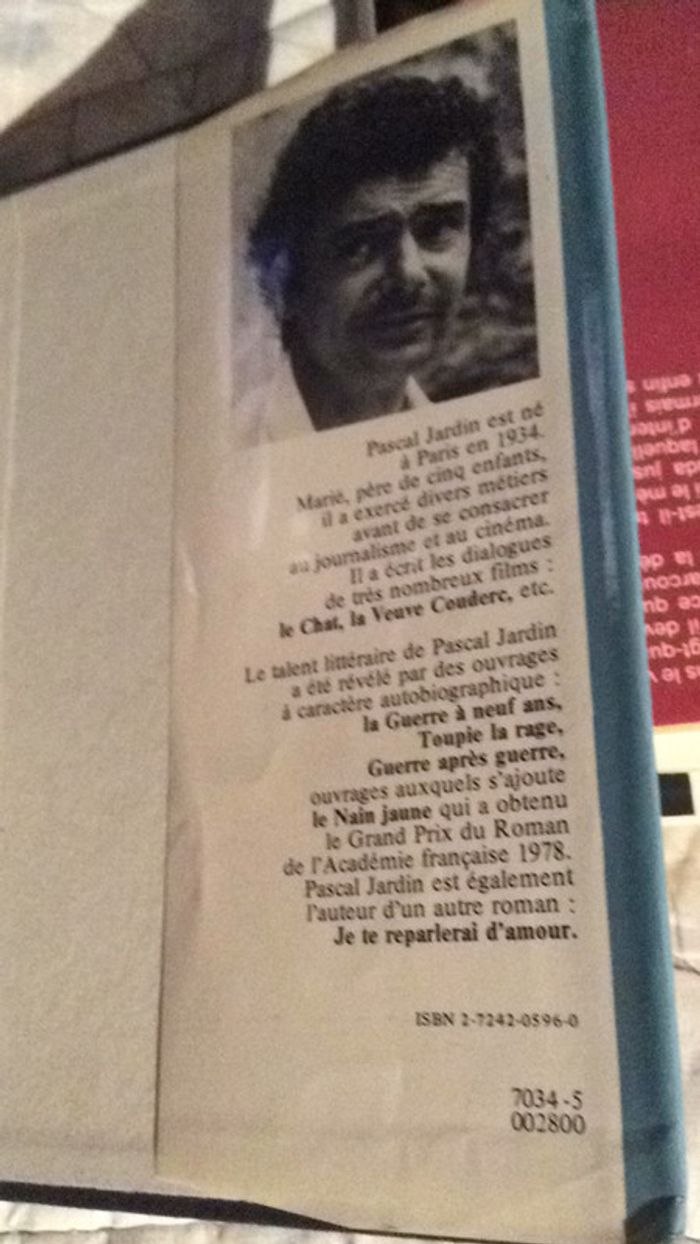 Pascal Jardin est né
à Paris en 1934.
Marié, père de cinq enfants,
il a exercé divers métiers
avant de se consacrer
au journalisme et au cinéma.
Il a écrit les dialogues
de très nombreux films :
le Chat, la Veuve Couderc, etc.
Le talent littéraire de Pascal Jardin
a été révélé par des ouvrages
à caractère autobiographique :
la Guerre à neuf ans,
Toupie la rage,
Guerre après guerre,
ouvrages auxquels s'ajoute
le Nain jaune qui a obtenu
le Grand Prix du Roman
de l'Académie française 1978.
Pascal Jardin est également
l'auteur d'un autre roman :
Je te reparlerai d'amour.
ISBN 2-7242-0596-0
7034-5
002800